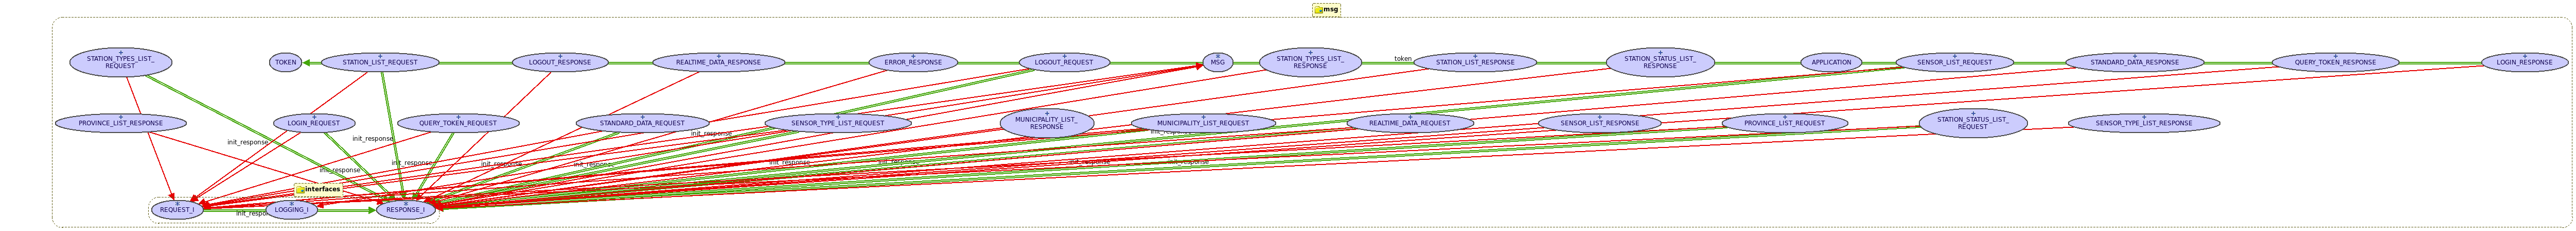 msg
+
STATION_TYPES_LIST_
REQUEST
TOKEN
+
STATION_LIST_REQUEST
+
LOGOUT_RESPONSE
+
REALTIME_DATA_RESPONSE
+
ERROR_RESPONSE
+
LOGOUT_REQUEST
*
MSG
+
STATION_TYPES_LIST_
RESPONSE
token
+
STATION_LIST_RESPONSE
+
STATION_STATUS_LIST_
RESPONSE
APPLICATION
+
SENSOR_LIST_REQUEST
+
STANDARD_DATA_RESPONSE
+
QUERY_TOKEN_RESPONSE
+
LOGIN_RESPONSE
+
PROVINCE_LIST_RESPONSE
+
LOGIN_REQUEST
+
QUERY_TOKEN_REQUEST
+
STANDARD_DATA_REQUEST
+
SENSOR_TYPE_LIST_REQUEST
+
MUNICIPALITY_LIST_
RESPONSE
+
MUNICIPALITY_LIST_REQUEST
+
REALTIME_DATA_REQUEST
+
SENSOR_LIST_RESPONSE
+
PROVINCE_LIST_REQUEST
+
STATION_STATUS_LIST_
REQUEST
+
SENSOR_TYPE_LIST_RESPONSE
init_response
init_response
init_response
init_response
init_response
init_response
init_response
init_response
init_response
init_response
init_response
init_response
interfaces
*
REQUEST_I
*
LOGGING_I
*
RESPONSE_I